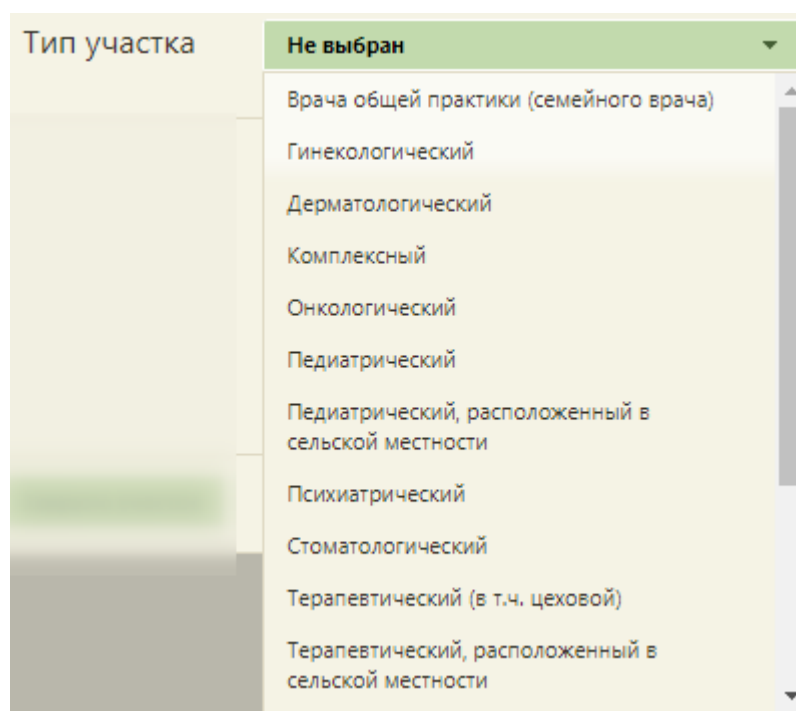 Тип участка
Не выбран
Врача общей практики (семейного врача)
Гинекологический
Дерматологический
Комплексный
Онкологический
Педиатрический
Педиатрический, расположенный в
сельской местности
Психиатрический
Стоматологический
Терапевтический (в т.ч. цеховой)
Терапевтический, расположенный в
сельской местности